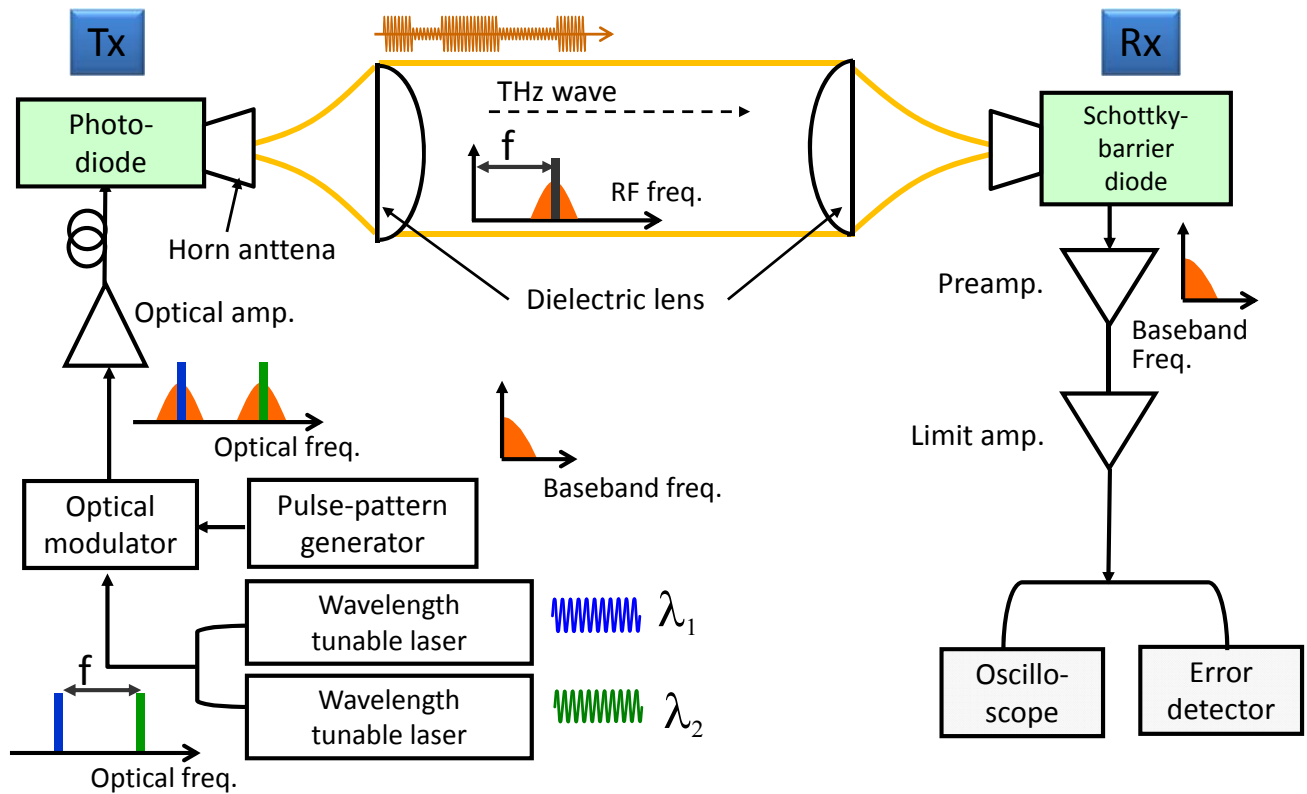 Tx
Rx
Photo-
diode
THz wave
f
RF freq.
Schottky-
barrier
diode
Horn anttena
Dielectric lens
Preamp.
Optical amp.
Baseband
Freq.
Optical freq.
Limit amp.
Baseband freq.
Optical
modulator
Pulse-pattern
generator
Wavelength
tunable laser
λ1
f
Wavelength
tunable laser
λ2
Optical freq.
Oscillo-
scope
Error
detector